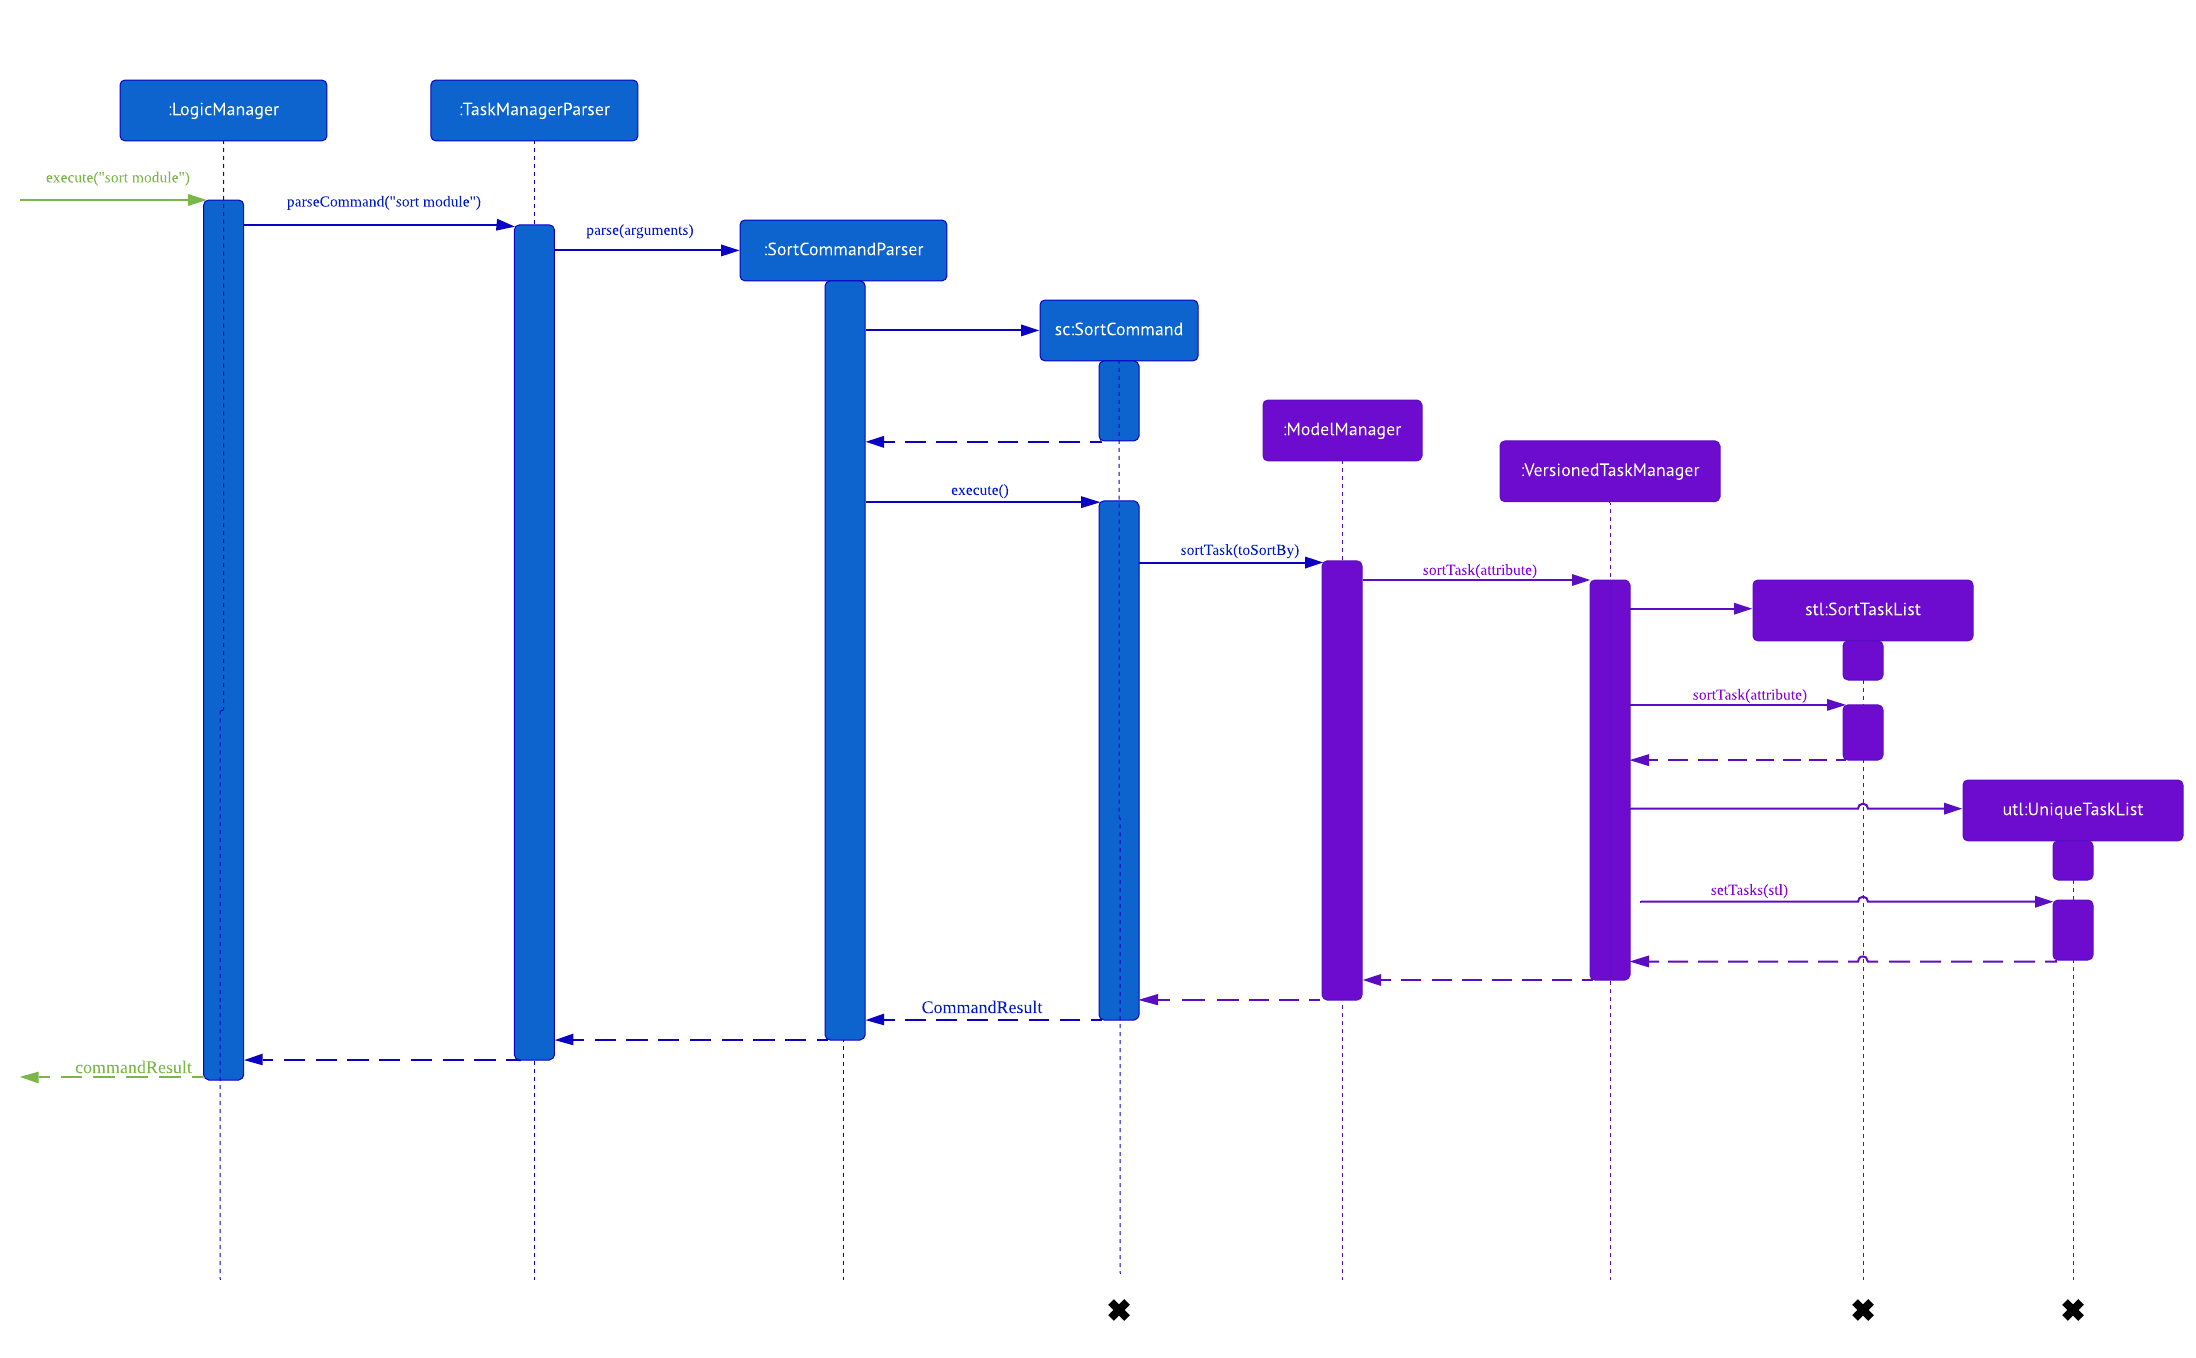 :LogicManager
:TaskManagerParser
execute("sort module")
parseCommand("sort module")
parse(arguments)
:SortCommandParser
sc:SortCommand
:ModelManager
:VersionedTaskManager
execute()
sortTask(toSortBy)
sortTask(attribute)
stl:SortTaskList
sortTask(attribute)
utl:UniqueTaskList
setTasks(stl)
CommandResult
commandResult